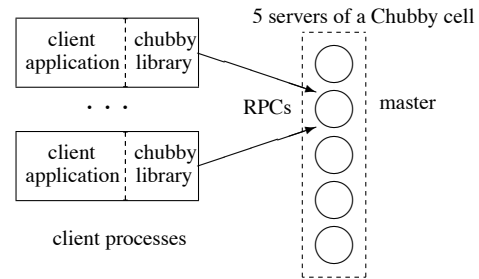 5 servers of a Chubby cell
client application
chubby library
. . .
RPCs
master
client application
chubby library
client processes